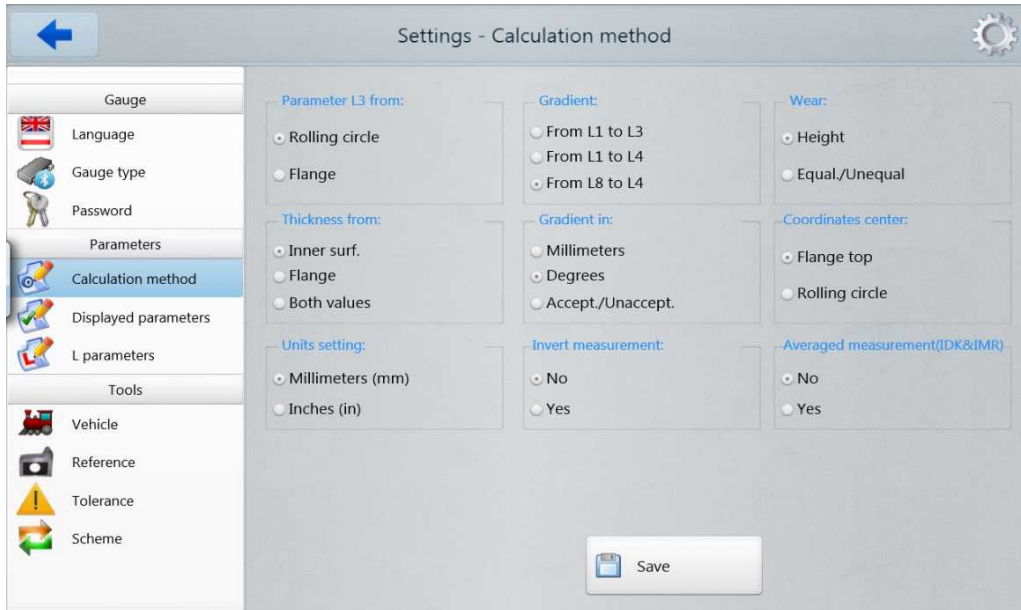 Settings - Calculation method
Gauge
Language
Gauge type
Password
Parameters
Calculation method
Displayed parameters
L parameters
Tools
Vehicle
Reference
Tolerance
Scheme
Parameter L3 from:
Rolling circle
Flange
Gradient:
From L1 to L3
From L1 to L4
From L8 to L4
Wear:
Height
Equal./Unequal
Thickness from:
Inner surf.
Flange
Both values
Gradient in:
Millimeters
Degrees
Accept./Unaccept.
Coordinates center:
Flange top
Rolling circle
Units setting:
Millimeters (mm)
Inches (in)
Invert measurement:
No
Yes
Averaged measurement(IDK&IMR)
No
Yes
Save